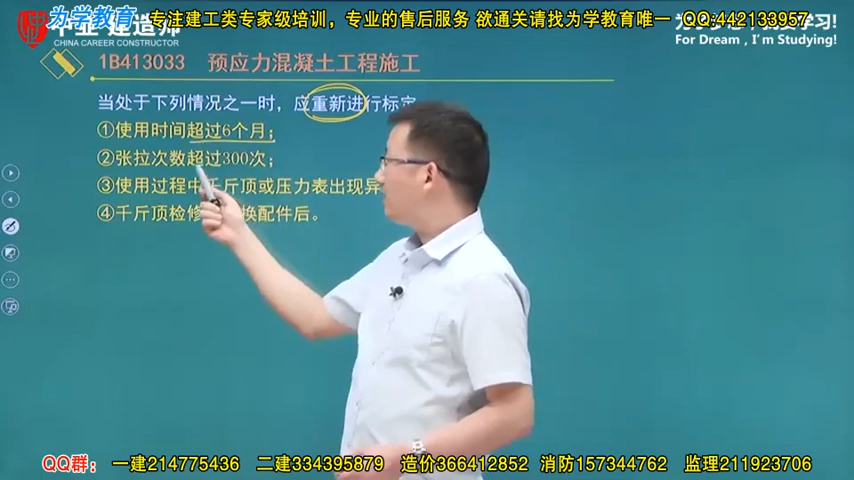 为学教育 专注建工类专家级培训，专业的售后服务 欲通关请找为学教育唯一 QQ:442133957
CHINA CAREER CONSTRUCTOR
For Dream , I'm Studying!
1B413033 预应力混凝土工程施工
当处于下列情况之一时，应重新进行标定
①使用时间超过6个月；
②张拉次数超过300次；
③使用过程中千斤顶或压力表出现异
④千斤顶检修 换配件后。
QQ群： 一建214775436 二建334395879 造价366412852 消防157344762 监理211923706